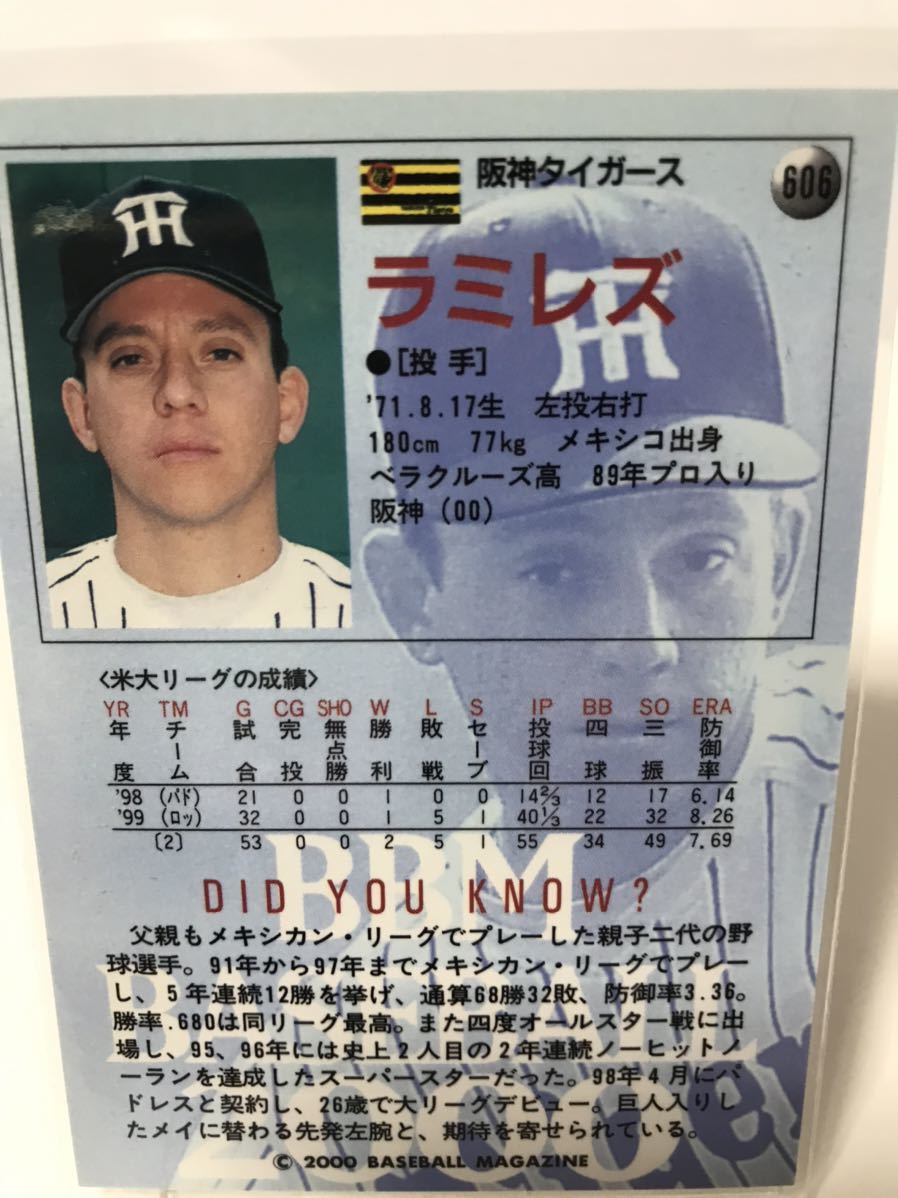 阪神タイガース
606
ラミレズ
●[投手]
'71.8.17生 左投右打
180cm 77kg メキシコ出身
ベラクルーズ高 89年プロ入り
阪神(00)
〈米大リーグの成績〉
YR TM G CG SHO W L S IP BB SO ERA
年度 チーム 試合 完投 無点勝 勝利 敗戦 セーブ 投球回 四球 三振 防御率
'98 (パド) 21 0 0 1 0 0 14 2/3 12 17 6.14
'99 (ロッ) 32 0 0 1 5 1 40 1/3 22 32 8.26
〔2〕 53 0 0 2 5 1 55 34 49 7.69
BBM
BASEBALL
2000
DID YOU KNOW?
父親もメキシカン・リーグでプレーした親子二代の野
球選手。91年から97年までメキシカン・リーグでプレー
し、5年連続12勝を挙げ、通算68勝32敗、防御率3.36。
勝率.680は同リーグ最高。また四度オールスター戦に出
場し、95、96年には史上2人目の2年連続ノーヒットノ
ーランを達成したスーパースターだった。98年4月にパ
ドレスと契約し、26歳で大リーグデビュー。巨人入りし
たメイに替わる先発左腕と、期待を寄せられている。
© 2000 BASEBALL MAGAZINE